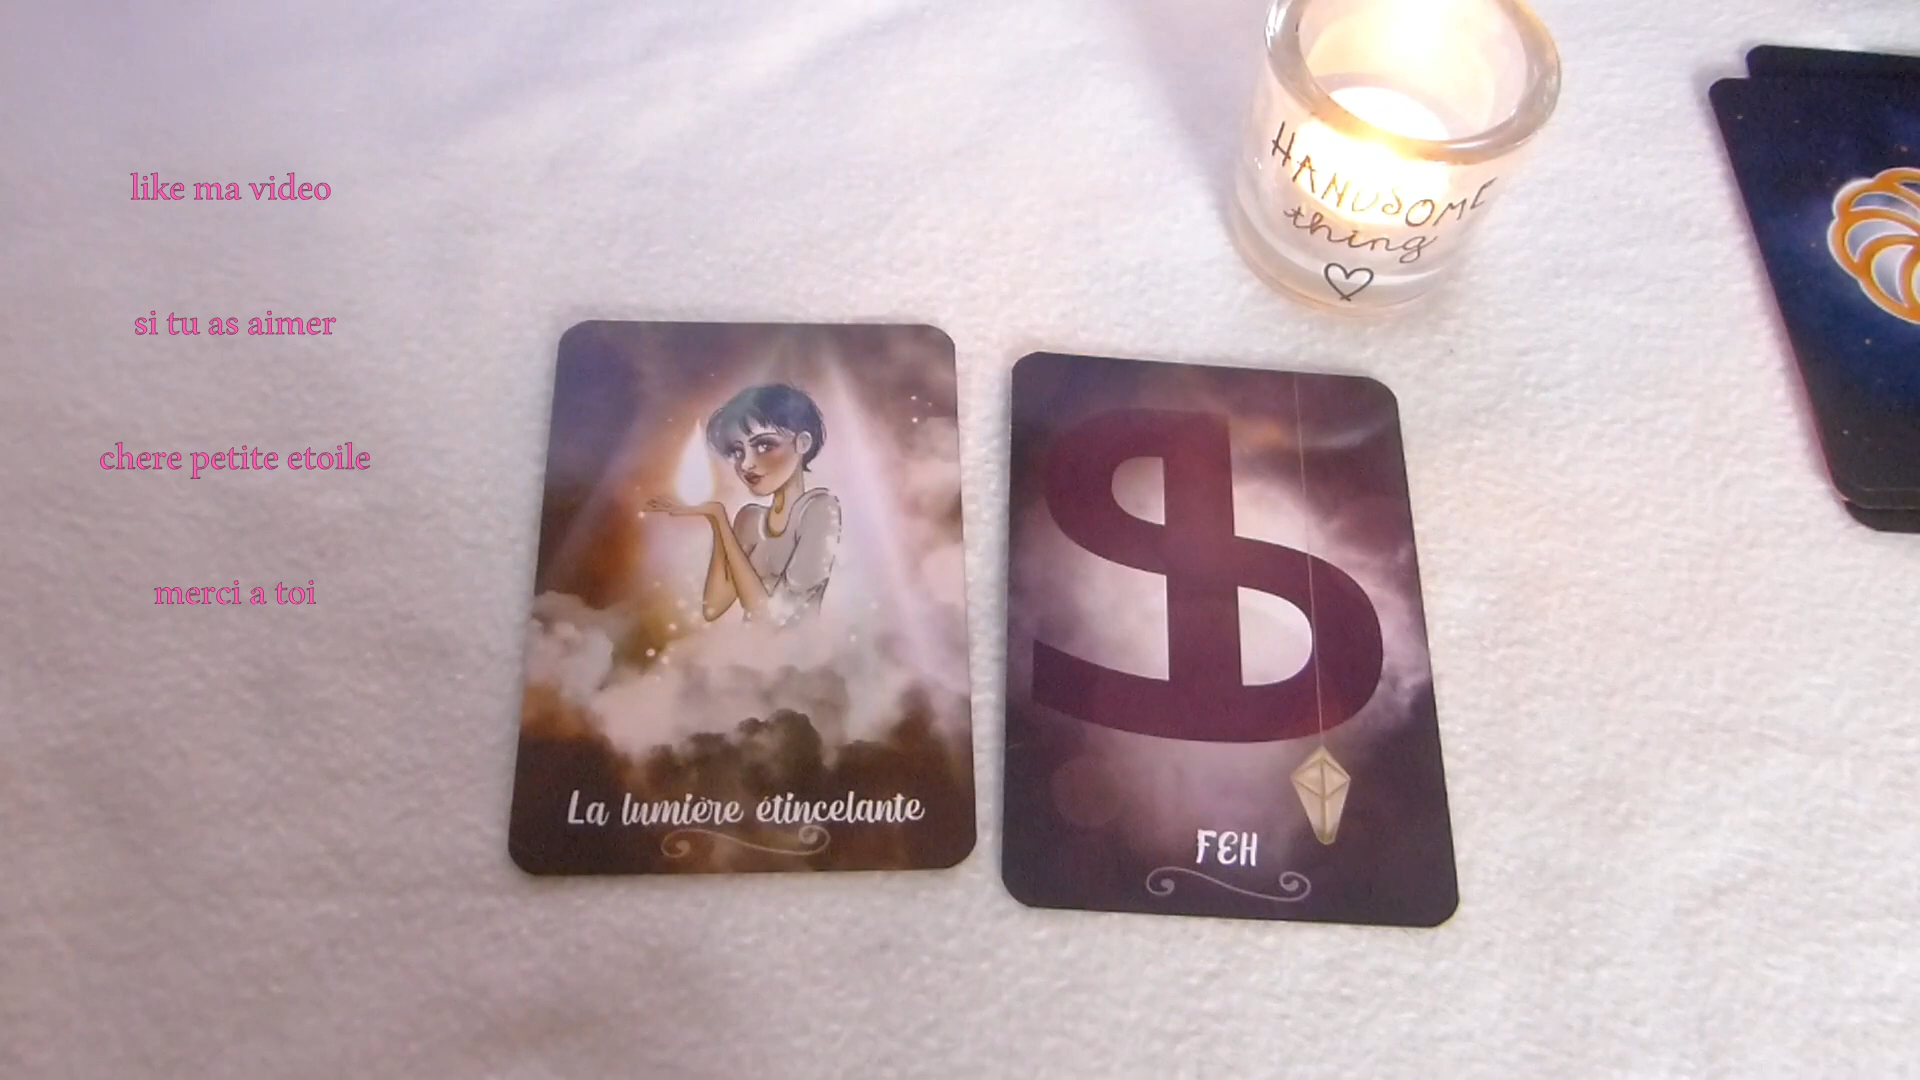 like ma video
si tu as aimer
chere petite etoile
merci a toi
HANDSOME
thing
La lumière étincelante
FEH